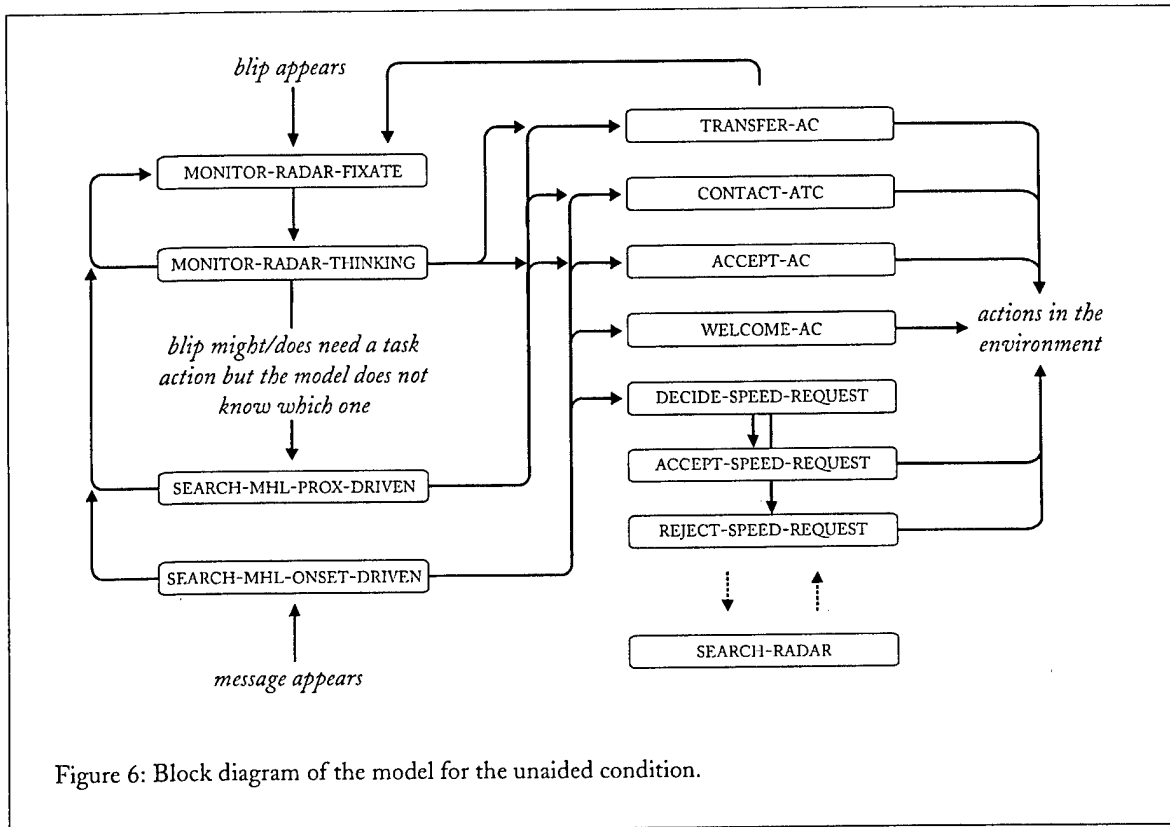 blip appears
MONITOR-RADAR-FIXATE
MONITOR-RADAR-THINKING
blip might/does need a task
action but the model does not
know which one
SEARCH-MHL-PROX-DRIVEN
SEARCH-MHL-ONSET-DRIVEN
message appears
TRANSFER-AC
CONTACT-ATC
ACCEPT-AC
WELCOME-AC
DECIDE-SPEED-REQUEST
ACCEPT-SPEED-REQUEST
REJECT-SPEED-REQUEST
SEARCH-RADAR
actions in the
environment
Figure 6: Block diagram of the model for the unaided condition.